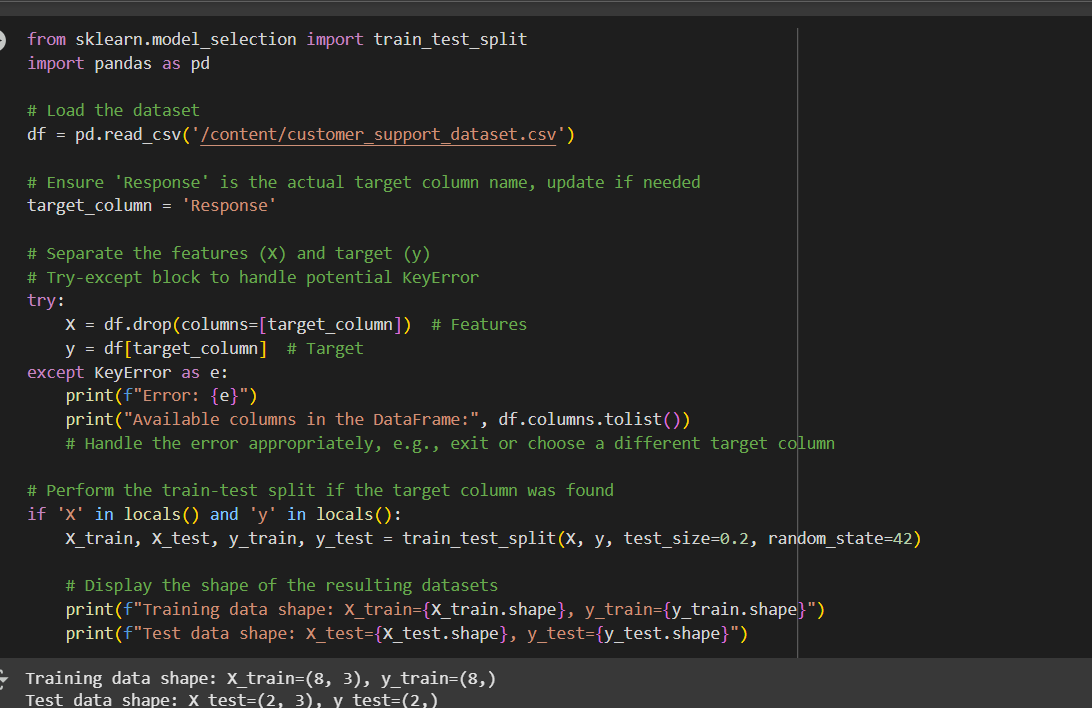 from sklearn.model_selection import train_test_split
import pandas as pd
# Load the dataset
df = pd.read_csv('/content/customer_support_dataset.csv')
# Ensure 'Response' is the actual target column name, update if needed
target_column = 'Response'
# Separate the features (X) and target (y)
# Try-except block to handle potential KeyError
try:
    X = df.drop(columns=[target_column])  # Features
    y = df[target_column]  # Target
except KeyError as e:
    print(f"Error: {e}")
    print("Available columns in the DataFrame:", df.columns.tolist())
    # Handle the error appropriately, e.g., exit or choose a different target column
# Perform the train-test split if the target column was found
if 'X' in locals() and 'y' in locals():
    X_train, X_test, y_train, y_test = train_test_split(X, y, test_size=0.2, random_state=42)
    # Display the shape of the resulting datasets
    print(f"Training data shape: X_train={X_train.shape}, y_train={y_train.shape}")
    print(f"Test data shape: X_test={X_test.shape}, y_test={y_test.shape}")
Training data shape: X_train=(8, 3), y_train=(8,)
Test data shape: X_test=(2, 3), y_test=(2,)